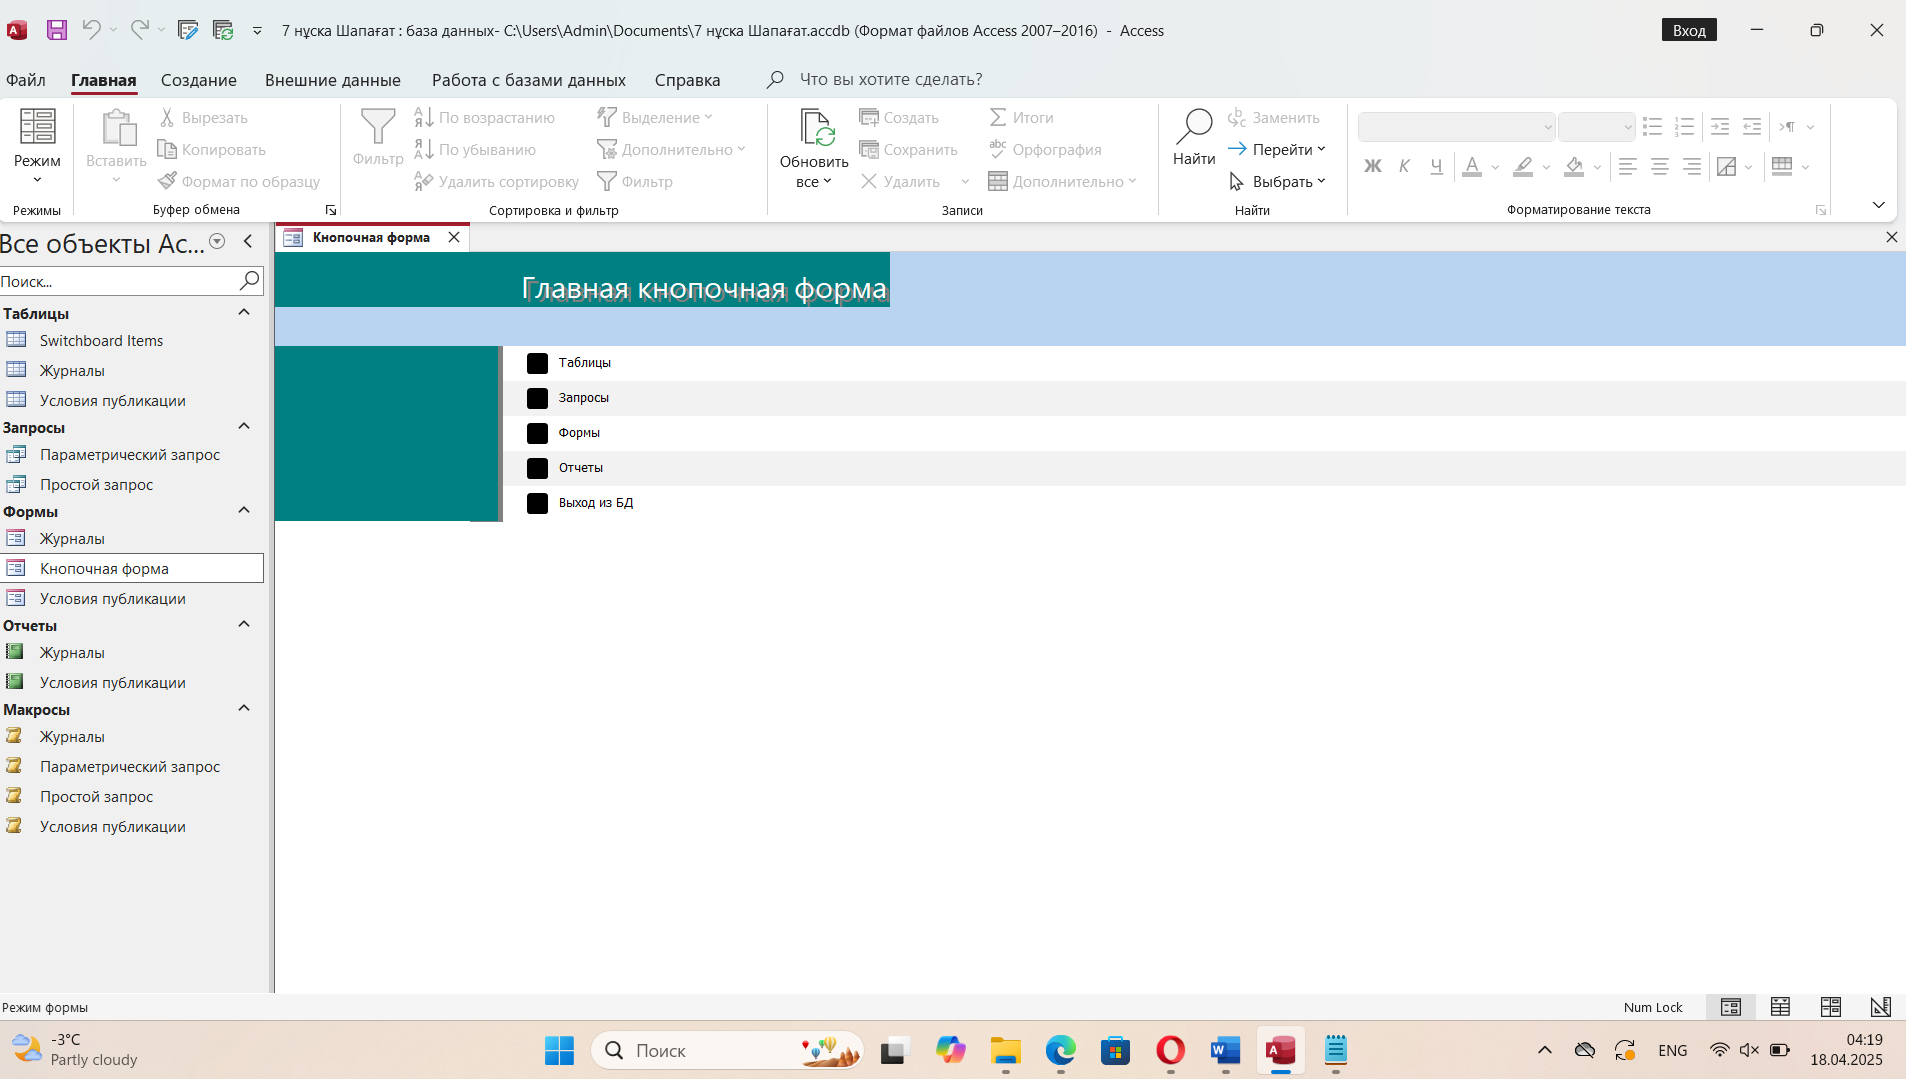 7 нұсқа Шапағат : база данных- C:\Users\Admin\Documents\7 нұсқа Шапағат.accdb (Формат файлов Access 2007–2016) - Access
Вход
Файл
Главная
Создание
Внешние данные
Работа с базами данных
Справка
Что вы хотите сделать?
Режим
Режимы
Вставить
Вырезать
Копировать
Формат по образцу
Буфер обмена
Фильтр
По возрастанию
По убыванию
Удалить сортировку
Выделение
Дополнительно
Фильтр
Сортировка и фильтр
Обновить
все
Создать
Сохранить
Удалить
Итоги
Орфография
Дополнительно
Записи
Найти
Заменить
Перейти
Выбрать
Найти
Ж К Ч А
Форматирование текста
Все объекты Ac...
Поиск...
Таблицы
Switchboard Items
Журналы
Условия публикации
Запросы
Параметрический запрос
Простой запрос
Формы
Журналы
Кнопочная форма
Условия публикации
Отчеты
Журналы
Условия публикации
Макросы
Журналы
Параметрический запрос
Простой запрос
Условия публикации
Кнопочная форма
Главная кнопочная форма
Таблицы
Запросы
Формы
Отчеты
Выход из БД
Режим формы
Num Lock
-3°C
Partly cloudy
Поиск
ENG
04:19
18.04.2025